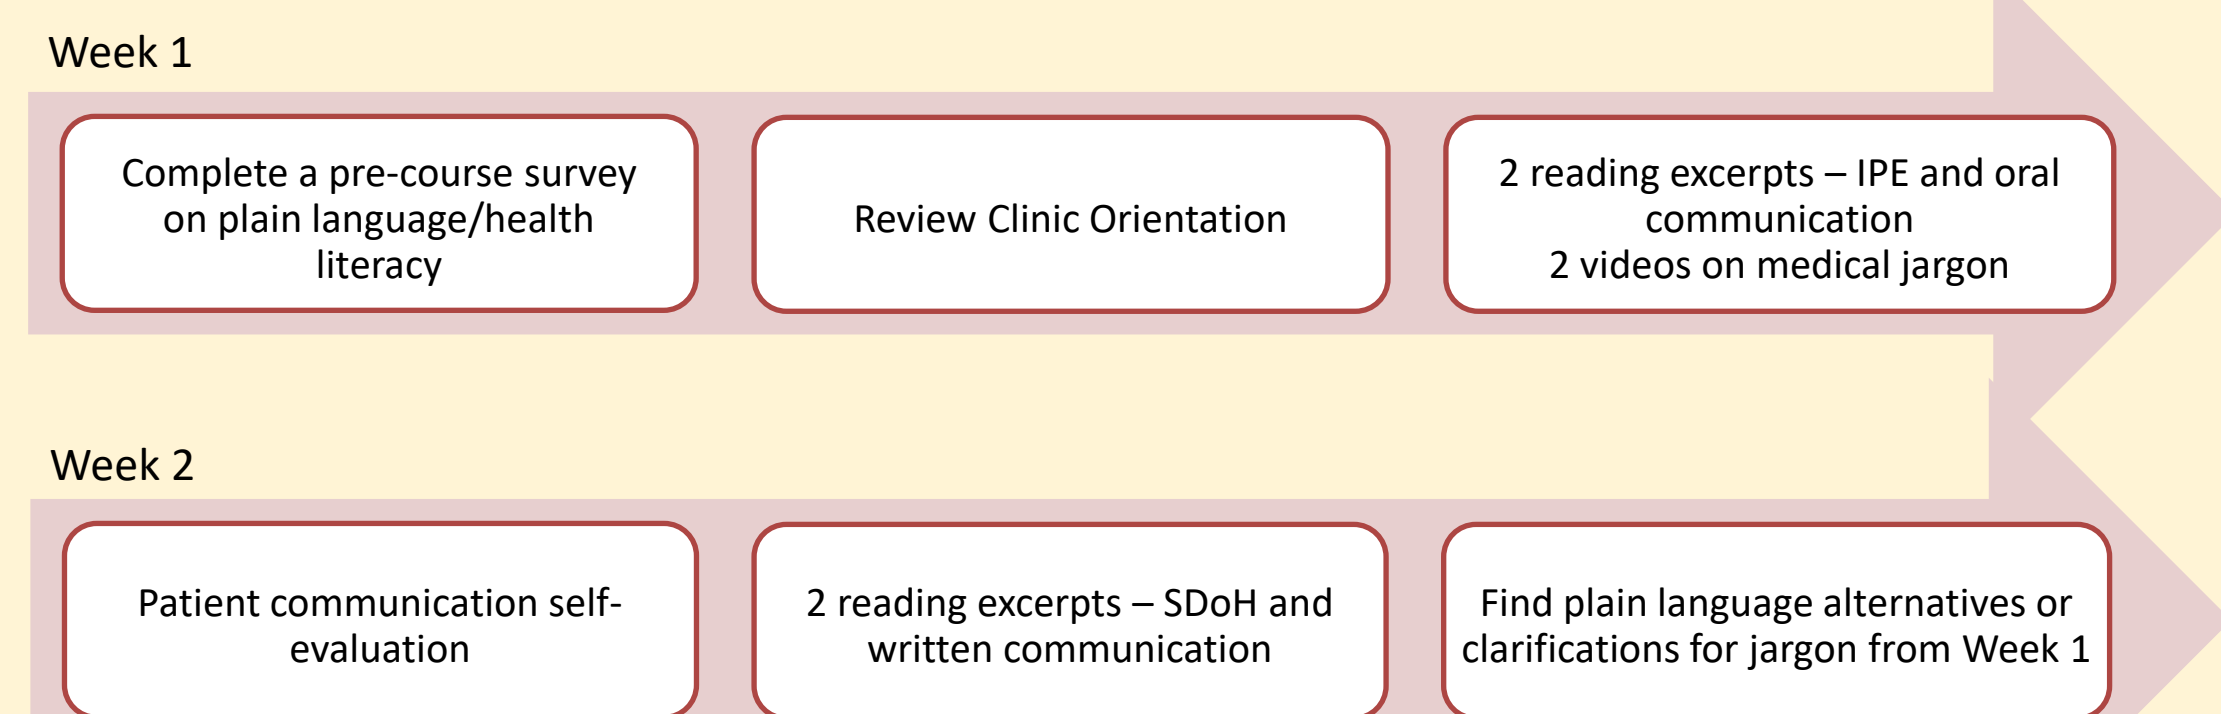 Week 1
Complete a pre-course survey
on plain language/health
literacy
Review Clinic Orientation
2 reading excerpts – IPE and oral
communication
2 videos on medical jargon
Week 2
Patient communication self-
evaluation
2 reading excerpts – SDoH and
written communication
Find plain language alternatives or
clarifications for jargon from Week 1